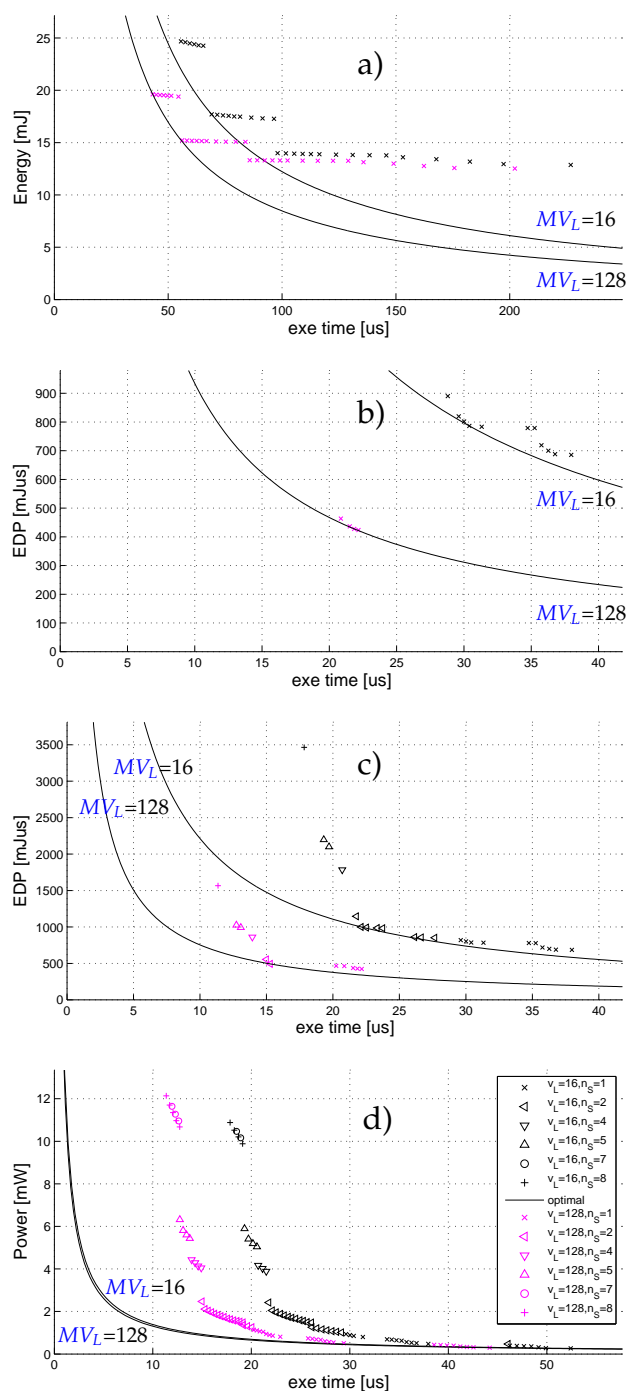 25
20
15
10
5
0
Energy [mJ]
a)
MV_L=16
MV_L=128
50
100
150
200
exe time [us]
900
800
700
600
500
400
300
200
100
0
EDP [mJus]
b)
MV_L=16
MV_L=128
0
5
10
15
20
25
30
35
40
exe time [us]
3500
3000
2500
2000
1500
1000
500
0
EDP [mJus]
MV_L=16
MV_L=128
c)
0
5
10
15
20
25
30
35
40
exe time [us]
12
10
8
6
4
2
0
Power [mW]
d)
v_L=16,n_S=1
v_L=16,n_S=2
v_L=16,n_S=4
v_L=16,n_S=5
v_L=16,n_S=7
v_L=16,n_S=8
optimal
v_L=128,n_S=1
v_L=128,n_S=2
v_L=128,n_S=4
v_L=128,n_S=5
v_L=128,n_S=7
v_L=128,n_S=8
MV_L=16
MV_L=128
0
10
20
30
40
50
exe time [us]